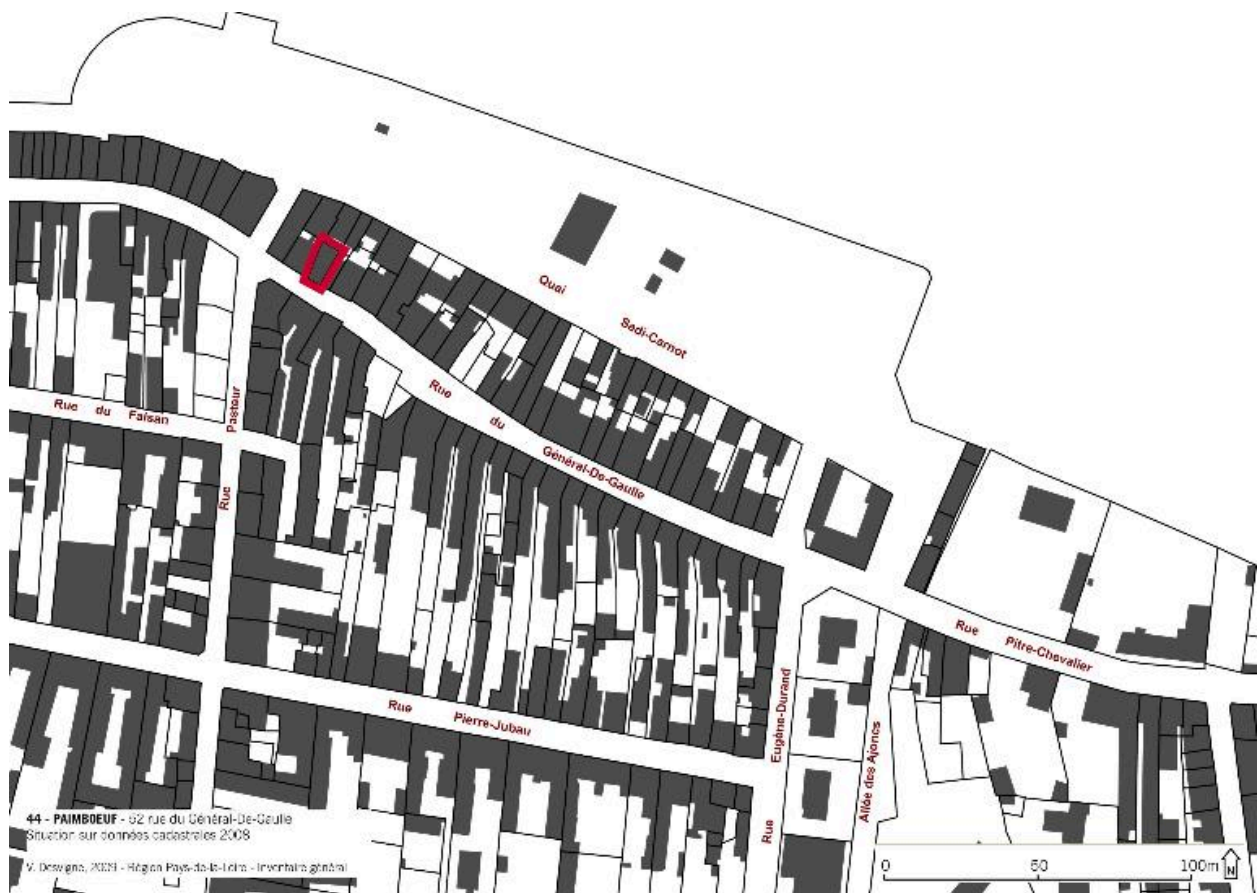 Quai
Sadi-Carnot
Rue du Faisan
Rue Pasteur
Rue du Général-De-Gaulle
Rue Pitre-Chevalier
Rue Pierre-Jubau
Rue Eugène-Durand
Allée des Ajoncs
44 - PAIMBOEUF - 52 rue du Général-De-Gaulle
Situation sur données cadastrales 2008
V. Desvigne, 2009 - Région Pays-de-la-Loire - Inventaire général
0 50 100m
N